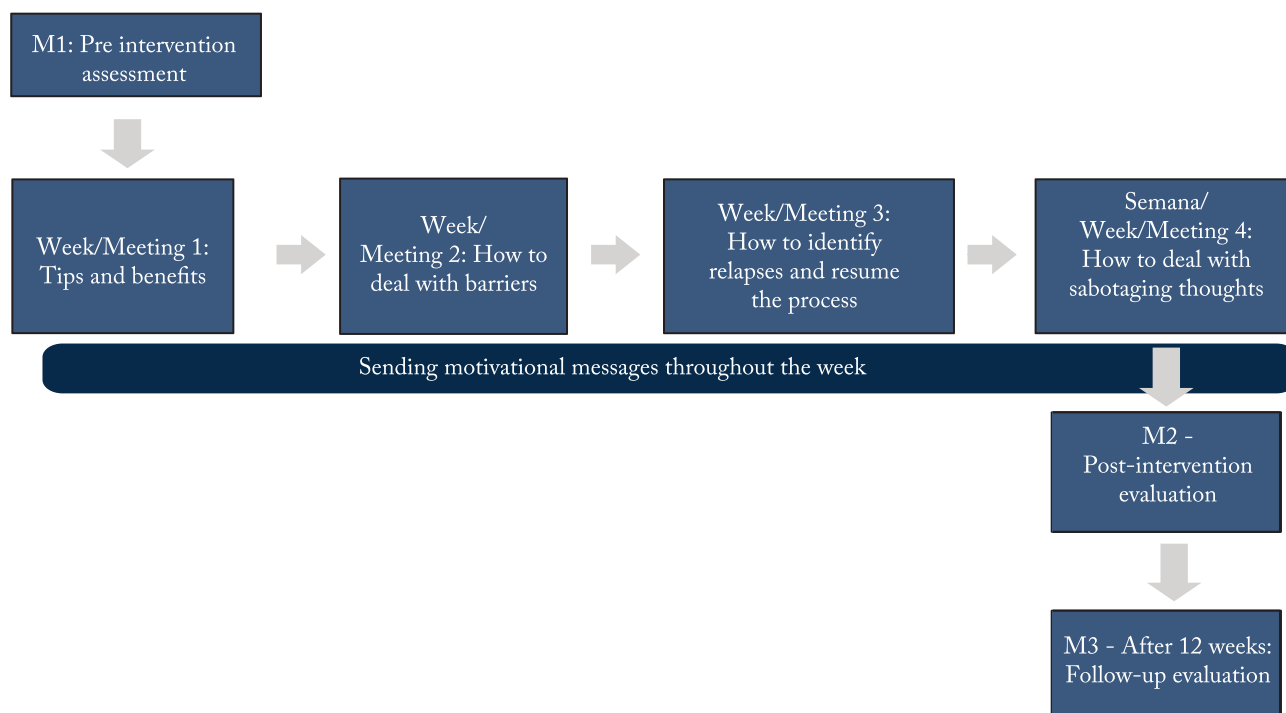 M1: Pre intervention
assessment
Week/Meeting 1:
Tips and benefits
Week/
Meeting 2: How to
deal with barriers
Week/Meeting 3:
How to identify
relapses and resume
the process
Semana/
Week/Meeting 4:
How to deal with
sabotaging thoughts
Sending motivational messages throughout the week
M2 -
Post-intervention
evaluation
M3 - After 12 weeks:
Follow-up evaluation